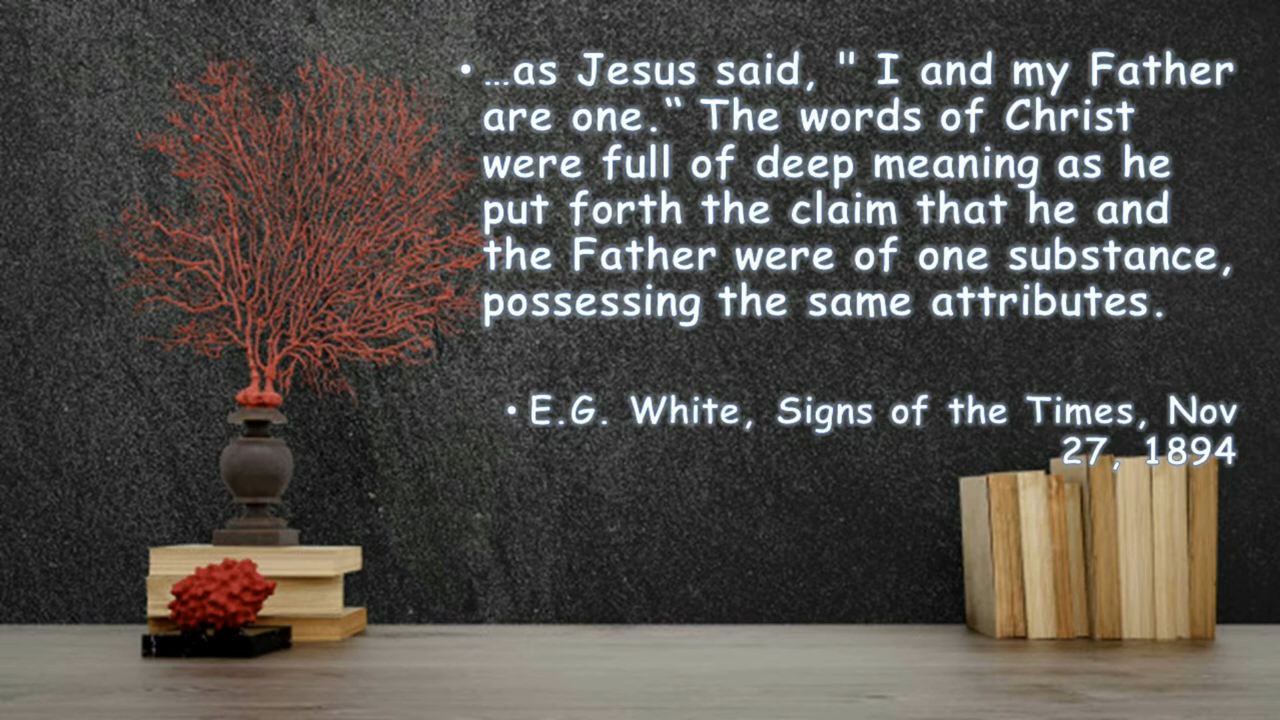 • …as Jesus said, " I and my Father
are one.“ The words of Christ
were full of deep meaning as he
put forth the claim that he and
the Father were of one substance,
possessing the same attributes.
• E.G. White, Signs of the Times, Nov
27, 1894